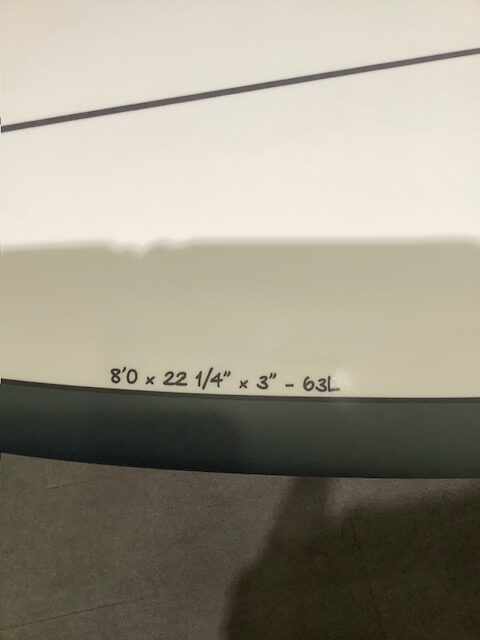 8'0 x 22 1/4" x 3" - 63L